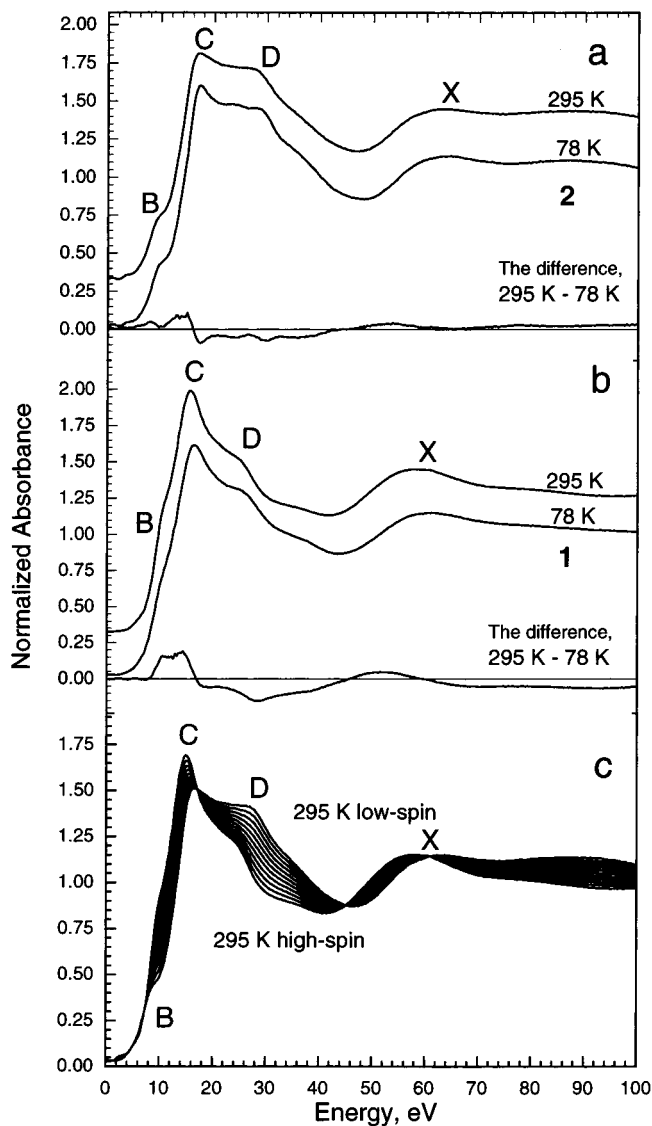 2.00
1.75
1.50
1.25
1.00
0.75
0.50
0.25
0.00
C
D
B
X
a
295 K
78 K
2
The difference,
295 K - 78 K
Normalized Absorbance
2.00
1.75
1.50
1.25
1.00
0.75
0.50
0.25
0.00
C
D
B
X
b
295 K
78 K
1
The difference,
295 K - 78 K
1.75
1.50
1.25
1.00
0.75
0.50
0.25
0.00
C
D
B
X
c
295 K low-spin
295 K high-spin
0 10 20 30 40 50 60 70 80 90 100
Energy, eV